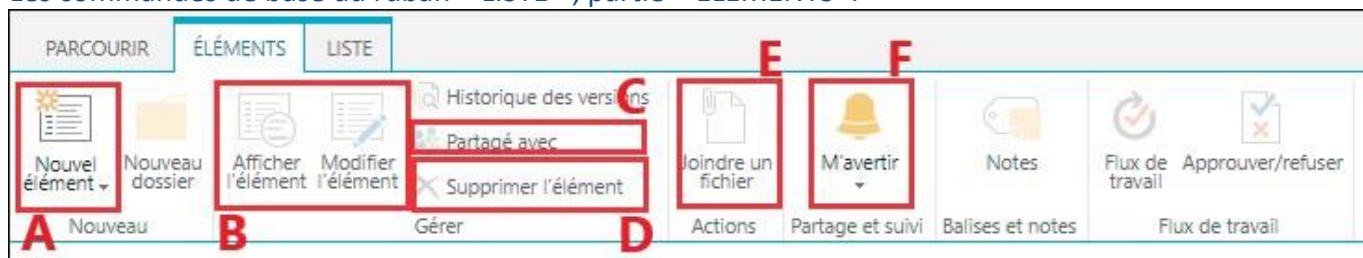 Les commandes de base du ruban « LISTE », partie « ELEMENTS » :
PARCOURIR ÉLÉMENTS LISTE
E F
C
Historique des versions
Partagé avec
Supprimer l'élément
Nouvel élément
Nouveau dossier
Afficher l'élément
Modifier l'élément
Joindre un fichier
M'avertir
Notes
Flux de travail
Approuver/refuser
A B D
Nouveau Gérer Actions Partage et suivi Balises et notes Flux de travail